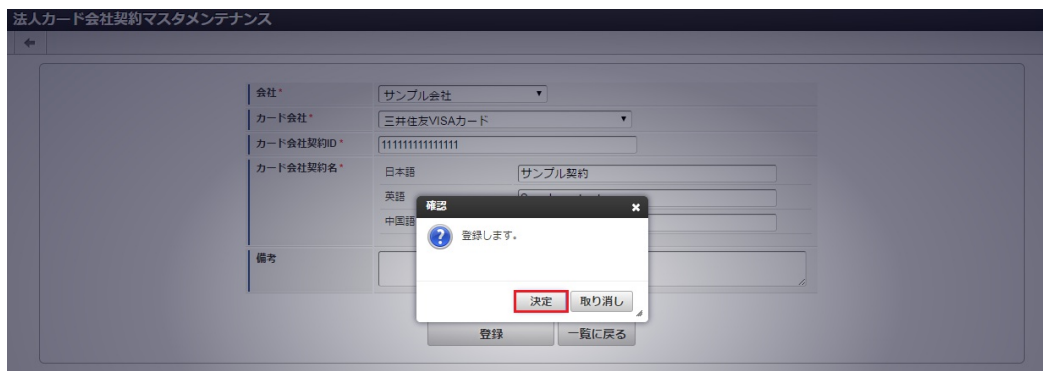 法人カード会社契約マスタメンテナンス
会社*
サンプル会社
カード会社*
三井住友VISAカード
カード会社契約ID*
111111111111111
カード会社契約名*
日本語
サンプル契約
英語
中国語
確認
登録します。
備考
決定
取り消し
登録
一覧に戻る